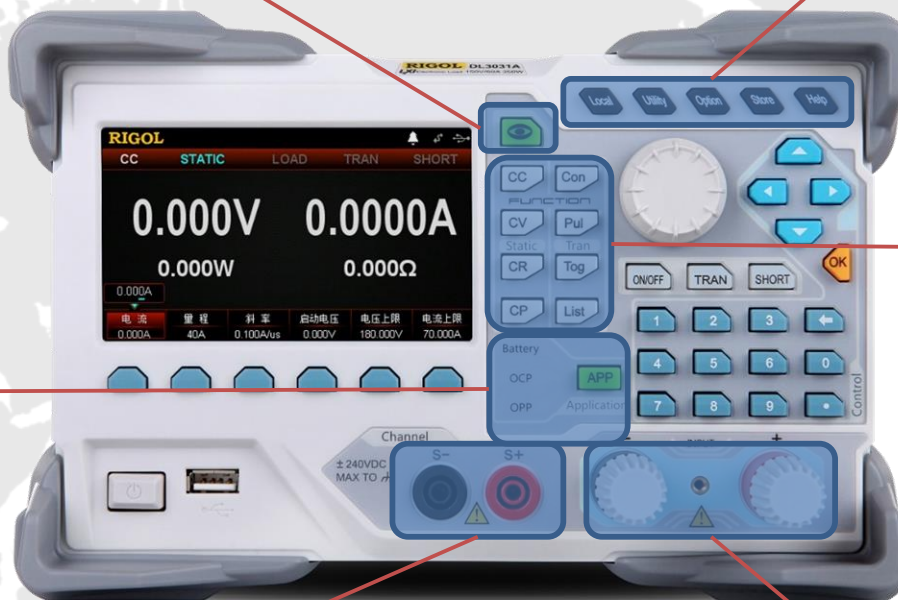 RIGOL DL3031A
Local Utility Option Store Help
RIGOL
CC STATIC LOAD TRAN SHORT
0.000V 0.0000A
0.000W 0.000Ω
0.000A
电 流 量 程 斜 率 启动电压 电压上限 电流上限
0.000A 40A 0.100A/us 0.000V 180.000V 70.000A
CC Con
FUNCTION
CV Pul
Static Tran
CR Tog
CP List
ON/OFF TRAN SHORT
OK
1 2 3
4 5 6 0
7 8 9
Control
Battery
OCP APP
OPP Application
Channel
± 240VDC
MAX TO
S- S+
- +